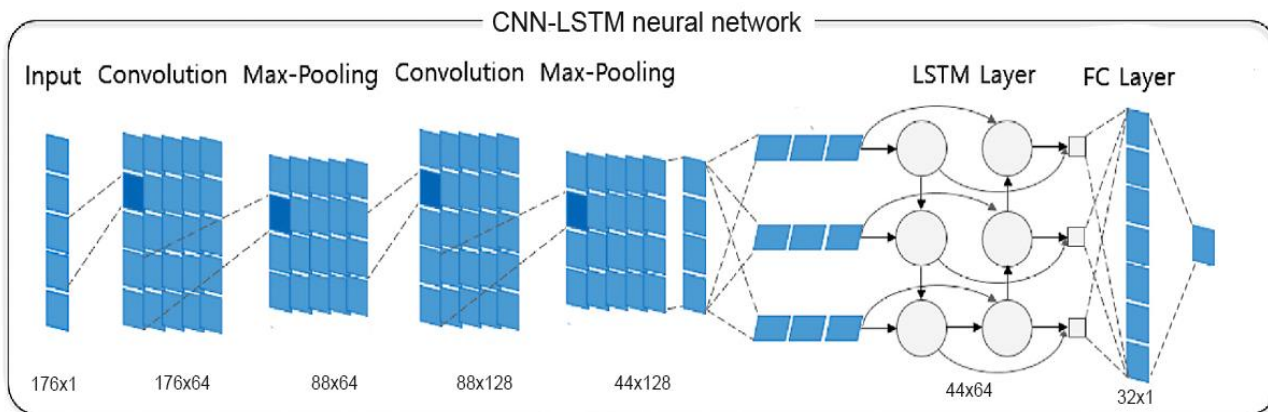 CNN-LSTM neural network
Input Convolution Max-Pooling Convolution Max-Pooling LSTM Layer FC Layer
176x1 176x64 88x64 88x128 44x128 44x64 32x1